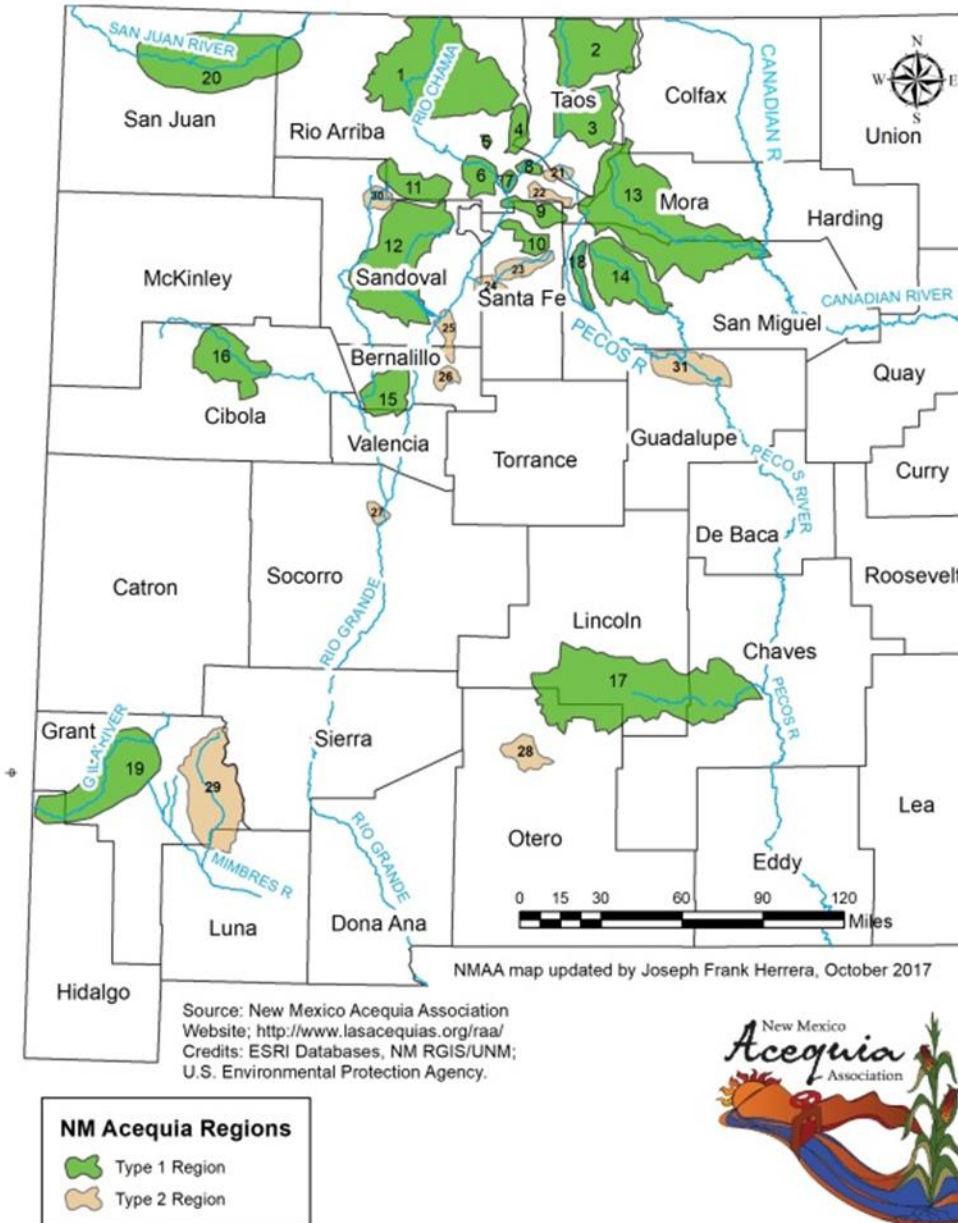 SAN JUAN RIVER
20
San Juan
1
RIO CHAMA
Rio Arriba
2
Taos
3
4
5
6
7
8
21
22
9
10
11
30
Colfax
CANADIAN R
N
W
E
S
Union
13
Mora
Harding
McKinley
12
Sandoval
23
24
Santa Fe
18
14
San Miguel
CANADIAN RIVER
PECOS R
25
Bernalillo
26
31
Quay
16
Cibola
15
Valencia
Torrance
Guadalupe
PECOS RIVER
Curry
27
De Baca
Catron
Socorro
RIO GRANDE
Roosevelt
Lincoln
Chaves
17
PECOS R
Grant
GILA RIVER
19
29
Sierra
28
Lea
Otero
Eddy
MIMBRES R
RIO GRANDE
Luna
Dona Ana
0 15 30 60 90 120
Miles
Hidalgo
NMAA map updated by Joseph Frank Herrera, October 2017
Source: New Mexico Acequia Association
Website; http://www.lasacequias.org/raa/
Credits: ESRI Databases, NM RGIS/UNM;
U.S. Environmental Protection Agency.
New Mexico
Acequia
Association
NM Acequia Regions
Type 1 Region
Type 2 Region